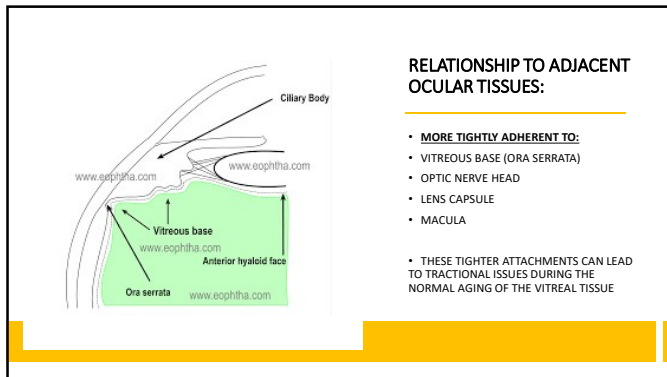 RELATIONSHIP TO ADJACENT
OCULAR TISSUES:
Ciliary Body
www.eophtha.com
www.eophtha.com
Vitreous base
www.eophtha.com
Anterior hyaloid face
Ora serrata
www.eophtha.com
• MORE TIGHTLY ADHERENT TO:
• VITREOUS BASE (ORA SERRATA)
• OPTIC NERVE HEAD
• LENS CAPSULE
• MACULA
• THESE TIGHTER ATTACHMENTS CAN LEAD
TO TRACTIONAL ISSUES DURING THE
NORMAL AGING OF THE VITREAL TISSUE